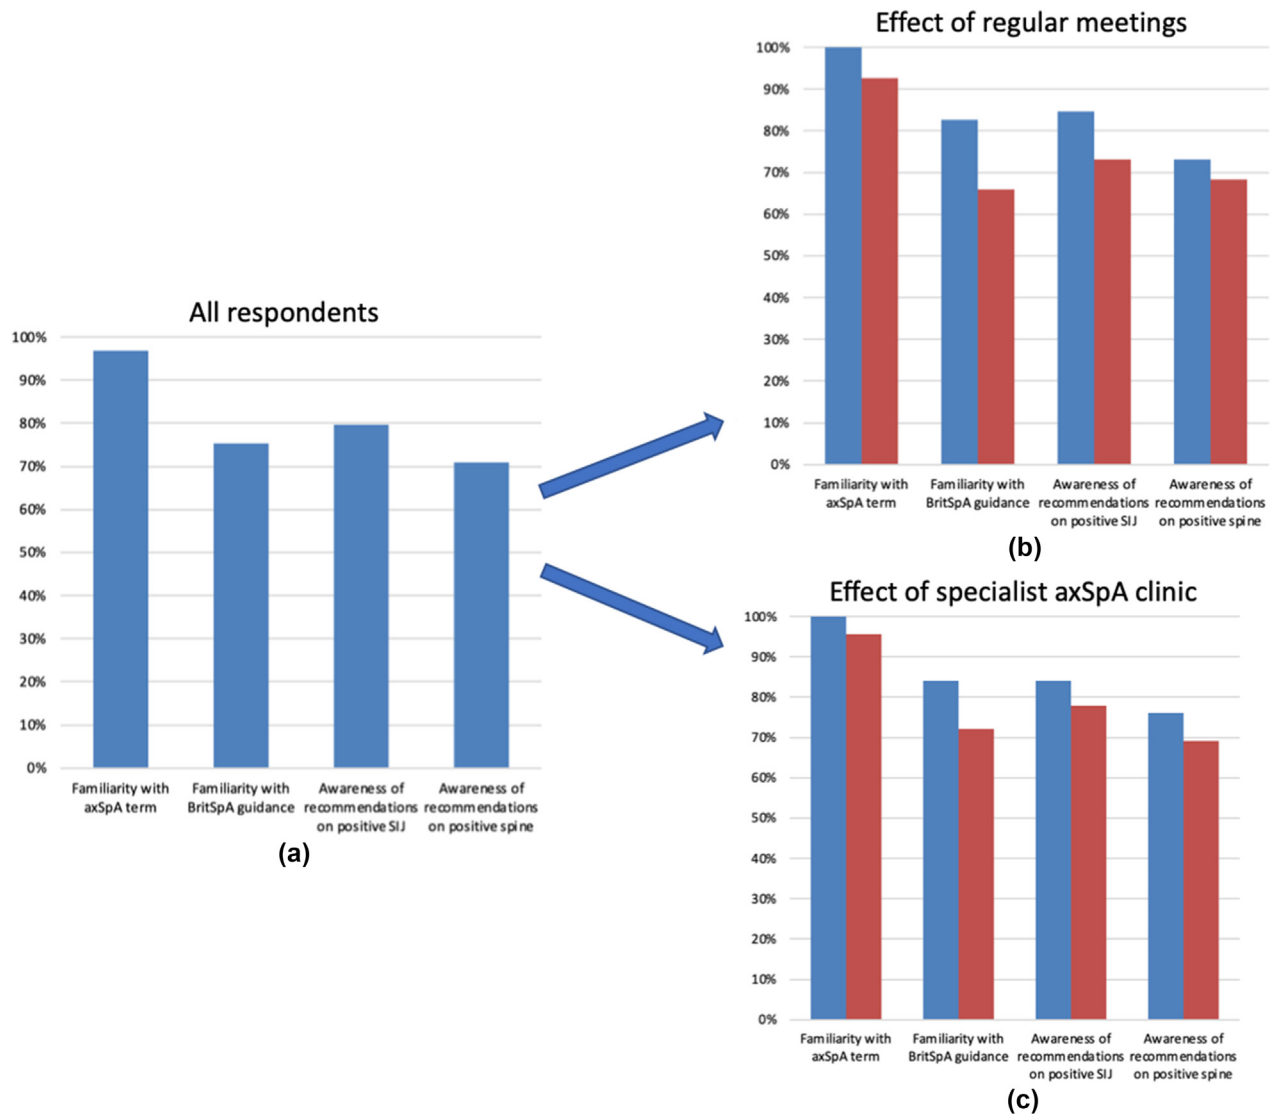 All respondents
100%
90%
80%
70%
60%
50%
40%
30%
20%
10%
0%
Familiarity with
axSpA term
Familiarity with
BritSpA guidance
Awareness of
recommendations
on positive SIJ
Awareness of
recommendations
on positive spine
(a)
Effect of regular meetings
100%
90%
80%
70%
60%
50%
40%
30%
20%
10%
0%
Familiarity with
axSpA term
Familiarity with
BritSpA guidance
Awareness of
recommendations
on positive SIJ
Awareness of
recommendations
on positive spine
(b)
Effect of specialist axSpA clinic
100%
90%
80%
70%
60%
50%
40%
30%
20%
10%
0%
Familiarity with
axSpA term
Familiarity with
BritSpA guidance
Awareness of
recommendations
on positive SIJ
Awareness of
recommendations
on positive spine
(c)